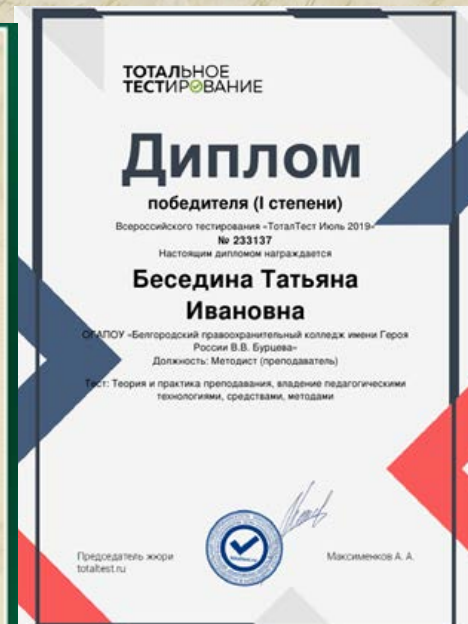 ТОТАЛЬНОЕ
ТЕСТИРОВАНИЕ
Диплом
победителя (I степени)
Всероссийского тестирования «ТоталТест Июль 2019»
№ 233137
Настоящим дипломом награждается
Беседина Татьяна
Ивановна
ОГАПОУ «Белгородский правоохранительный колледж имени Героя
России В.В. Бурцева»
Должность: Методист (преподаватель)
Тест: Теория и практика преподавания, владение педагогическими
технологиями, средствами, методами
Председатель жюри
totaltest.ru
Максименков А. А.